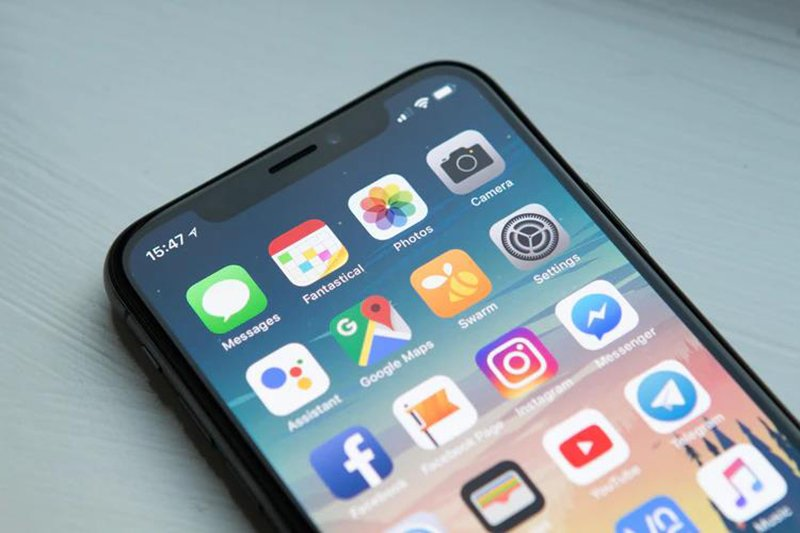 15:47
Messages
Fantastical
Photos
Camera
Assistant
Google Maps
G
Swarm
Settings
Facebook
Facebook Page
Instagram
Messenger
YouTube
Telegram
Music